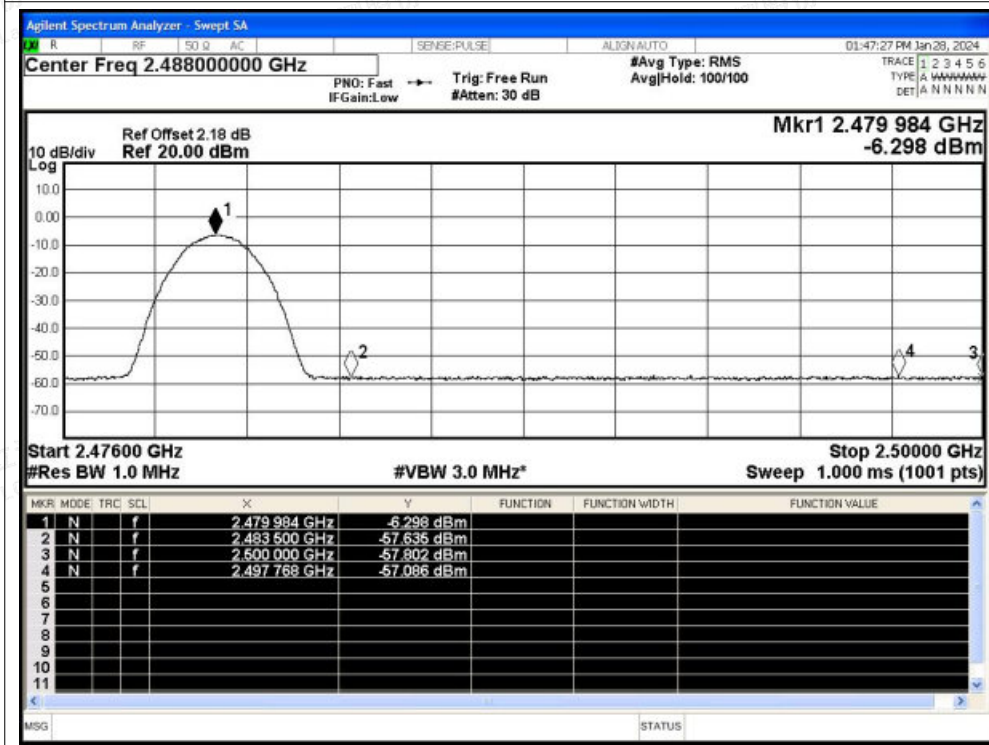 Agilent Spectrum Analyzer - Swept SA
R RF 50 Ω AC SENSE:PULSE ALIGN AUTO 01:47:27 PM Jan 28, 2024
Center Freq 2.488000000 GHz
PNO: Fast
IFGain:Low
Trig: Free Run
#Atten: 30 dB
#Avg Type: RMS
Avg|Hold: 100/100
TRACE 1 2 3 4 5 6
TYPE A WWWWW
DET A N N N N N
Ref Offset 2.18 dB
10 dB/div Ref 20.00 dBm
Log
Mkr1 2.479 984 GHz
-6.298 dBm
10.0
0.00
-10.0
-20.0
-30.0
-40.0
-50.0
-60.0
-70.0
1
2
4
3
Start 2.47600 GHz Stop 2.50000 GHz
#Res BW 1.0 MHz #VBW 3.0 MHz* Sweep 1.000 ms (1001 pts)
MKR MODE TRC SCL X Y FUNCTION FUNCTION WIDTH FUNCTION VALUE
1 N f 2.479 984 GHz -6.298 dBm
2 N f 2.483 500 GHz -57.635 dBm
3 N f 2.500 000 GHz -57.802 dBm
4 N f 2.497 768 GHz -57.086 dBm
5
6
7
8
9
10
11
MSG STATUS